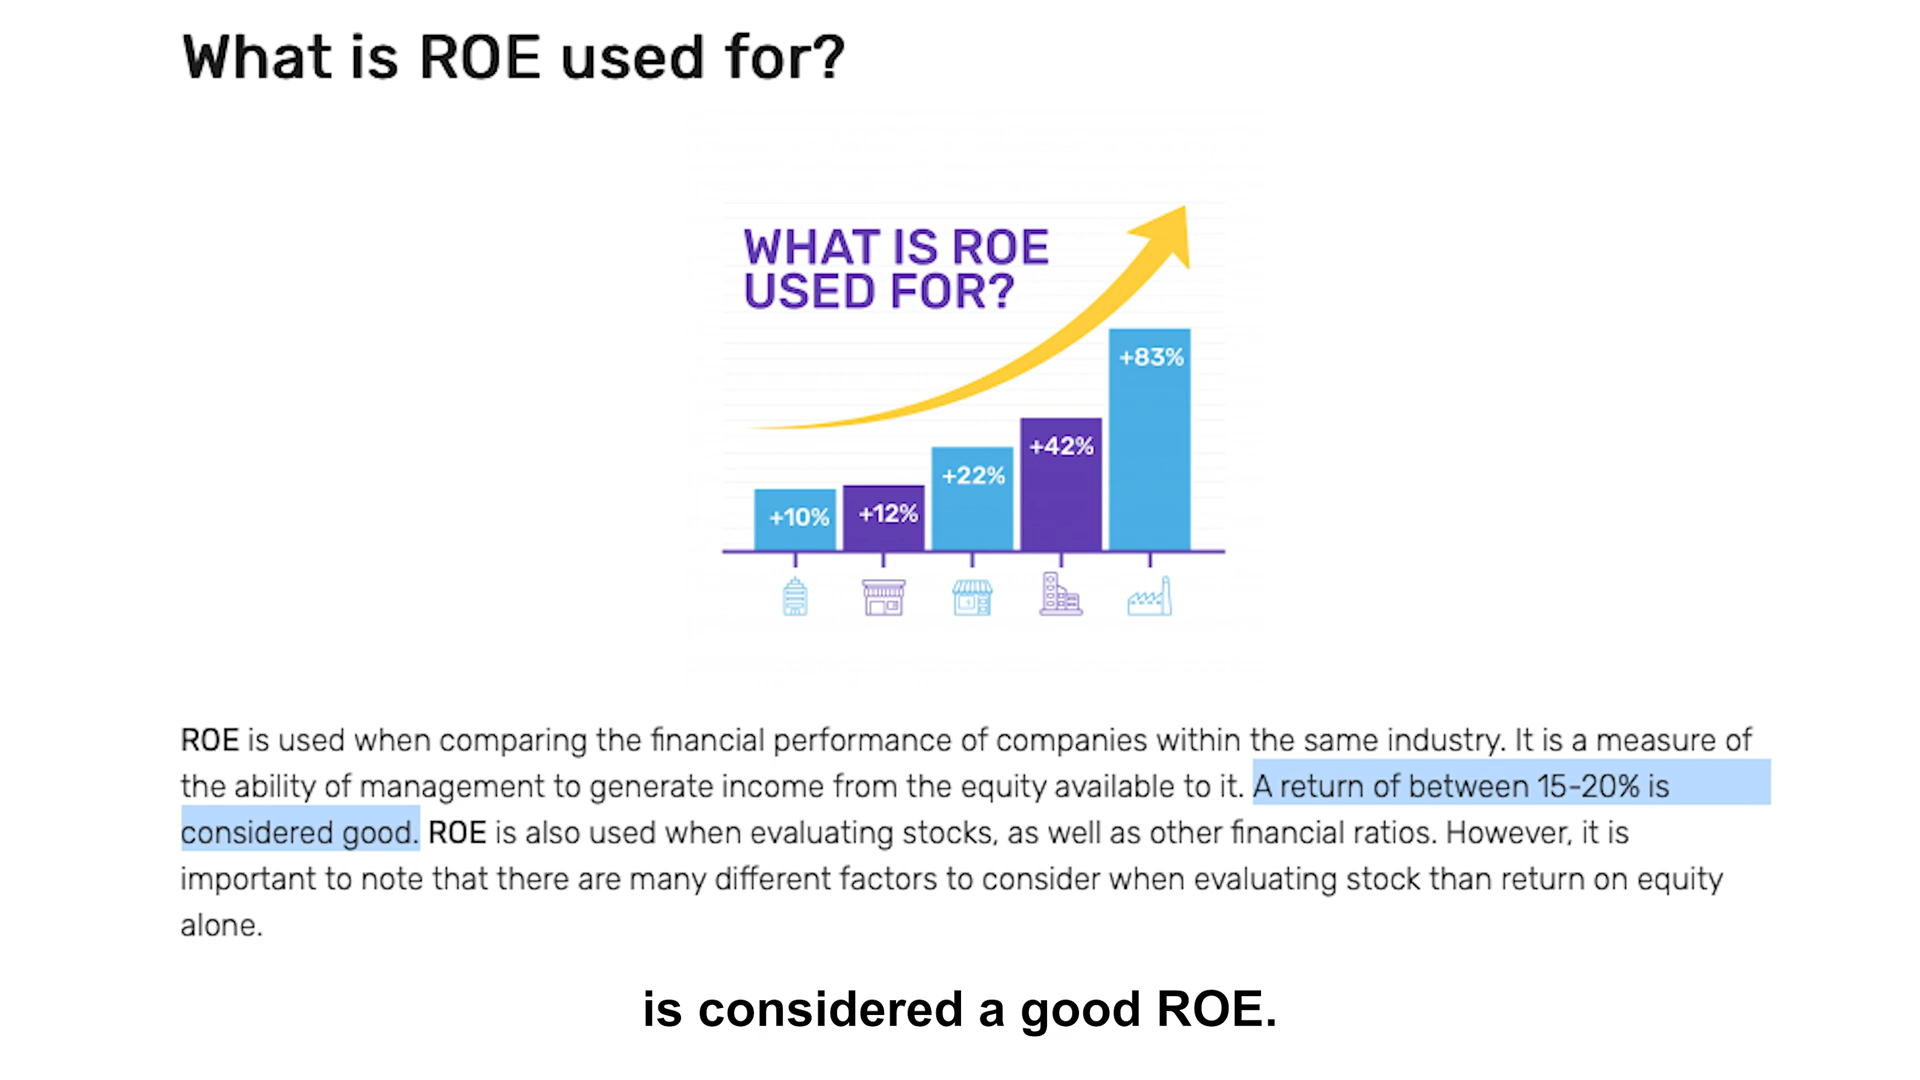 What is ROE used for?
WHAT IS ROE
USED FOR?
+10%
+12%
+22%
+42%
+83%
ROE is used when comparing the financial performance of companies within the same industry. It is a measure of
the ability of management to generate income from the equity available to it. A return of between 15-20% is
considered good. ROE is also used when evaluating stocks, as well as other financial ratios. However, it is
important to note that there are many different factors to consider when evaluating stock than return on equity
alone.
is considered a good ROE.